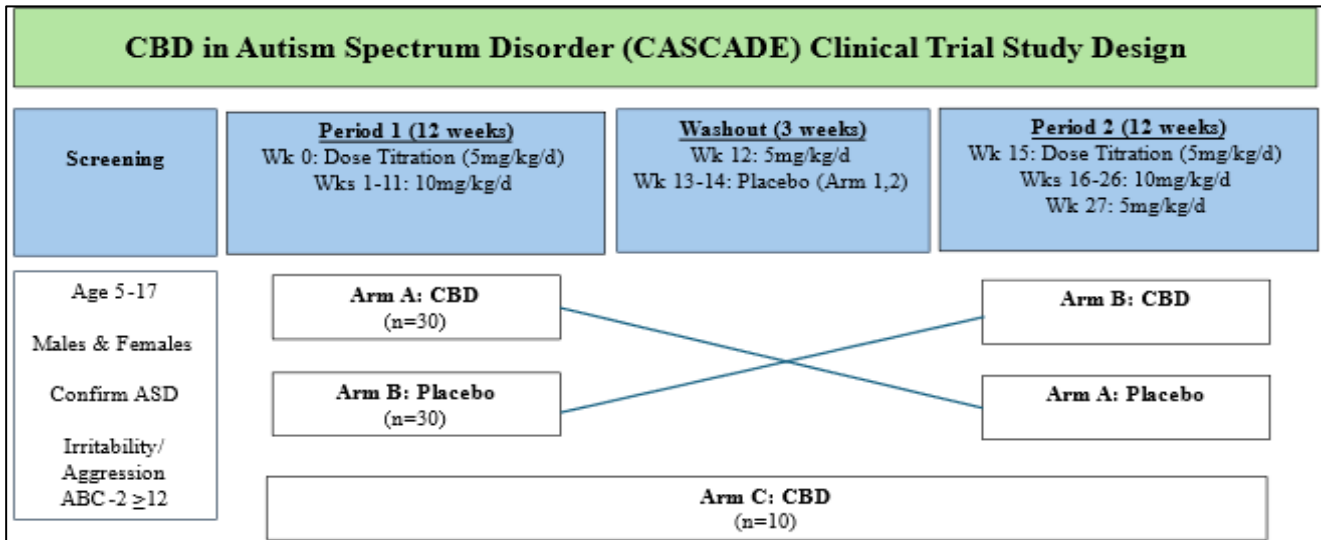 CBD in Autism Spectrum Disorder (CASCADE) Clinical Trial Study Design
Screening
Period 1 (12 weeks)
Wk 0: Dose Titration (5mg/kg/d)
Wks 1-11: 10mg/kg/d
Washout (3 weeks)
Wk 12: 5mg/kg/d
Wk 13-14: Placebo (Arm 1,2)
Period 2 (12 weeks)
Wk 15: Dose Titration (5mg/kg/d)
Wks 16-26: 10mg/kg/d
Wk 27: 5mg/kg/d
Age 5-17
Males & Females
Confirm ASD
Irritability/
Aggression
ABC-2 ≥12
Arm A: CBD
(n=30)
Arm B: Placebo
(n=30)
Arm B: CBD
Arm A: Placebo
Arm C: CBD
(n=10)